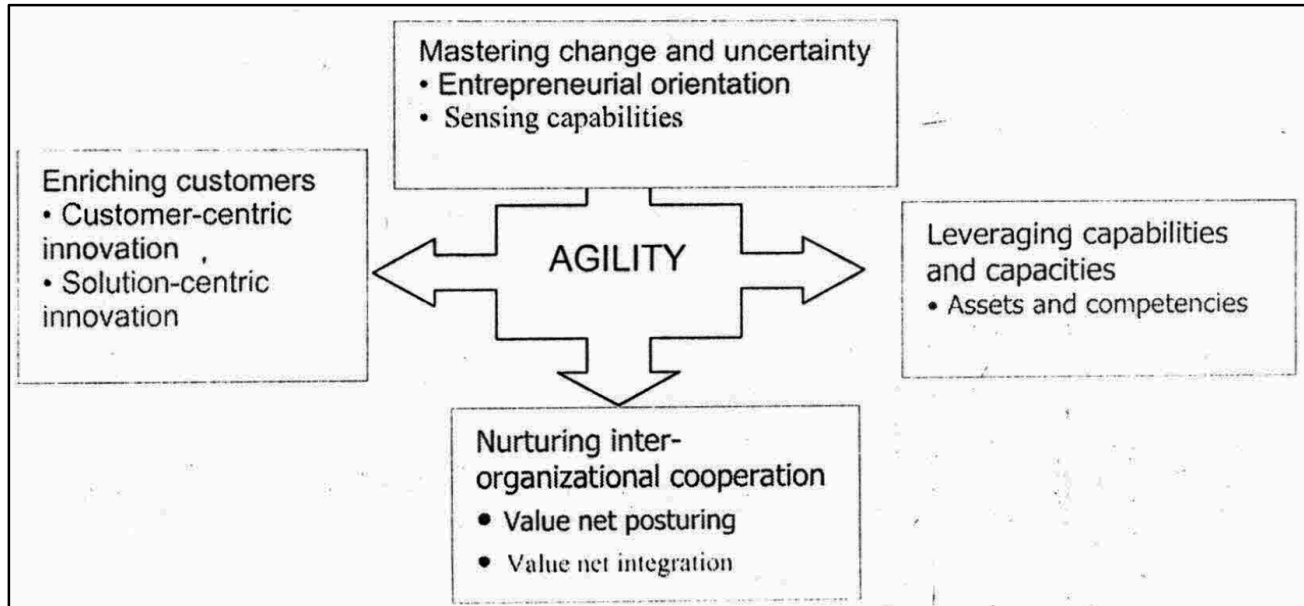 Mastering change and uncertainty
• Entrepreneurial orientation
• Sensing capabilities
Enriching customers
• Customer-centric
innovation ,
• Solution-centric
innovation
AGILITY
Leveraging capabilities
and capacities
• Assets and competencies
Nurturing inter-
organizational cooperation
• Value net posturing
• Value net integration